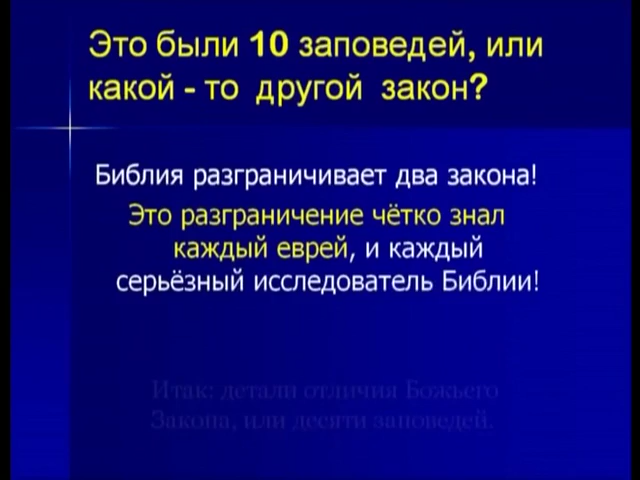 Это были 10 заповедей, или
какой - то другой закон?
Библия разграничивает два закона!
Это разграничение чётко знал
каждый еврей, и каждый
серьёзный исследователь Библии!
Итак: детали отличия Божьего
Закона, или десяти заповедей.